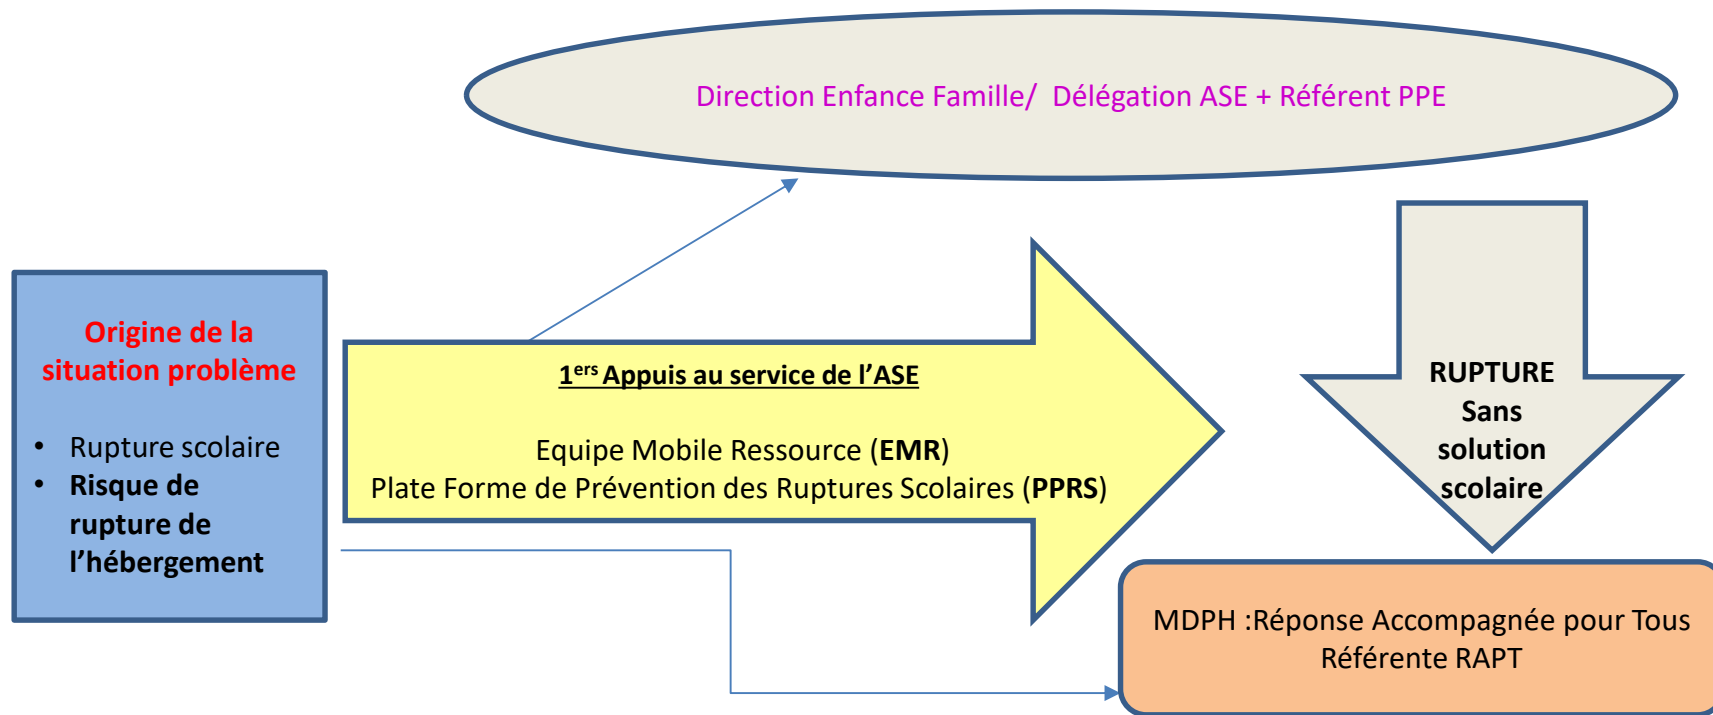 Direction Enfance Famille/ Délégation ASE + Référent PPE
Origine de la
situation problème
• Rupture scolaire
• Risque de
rupture de
l’hébergement
1ers Appuis au service de l’ASE
Equipe Mobile Ressource (EMR)
Plate Forme de Prévention des Ruptures Scolaires (PPRS)
RUPTURE
Sans
solution
scolaire
MDPH :Réponse Accompagnée pour Tous
Référente RAPT